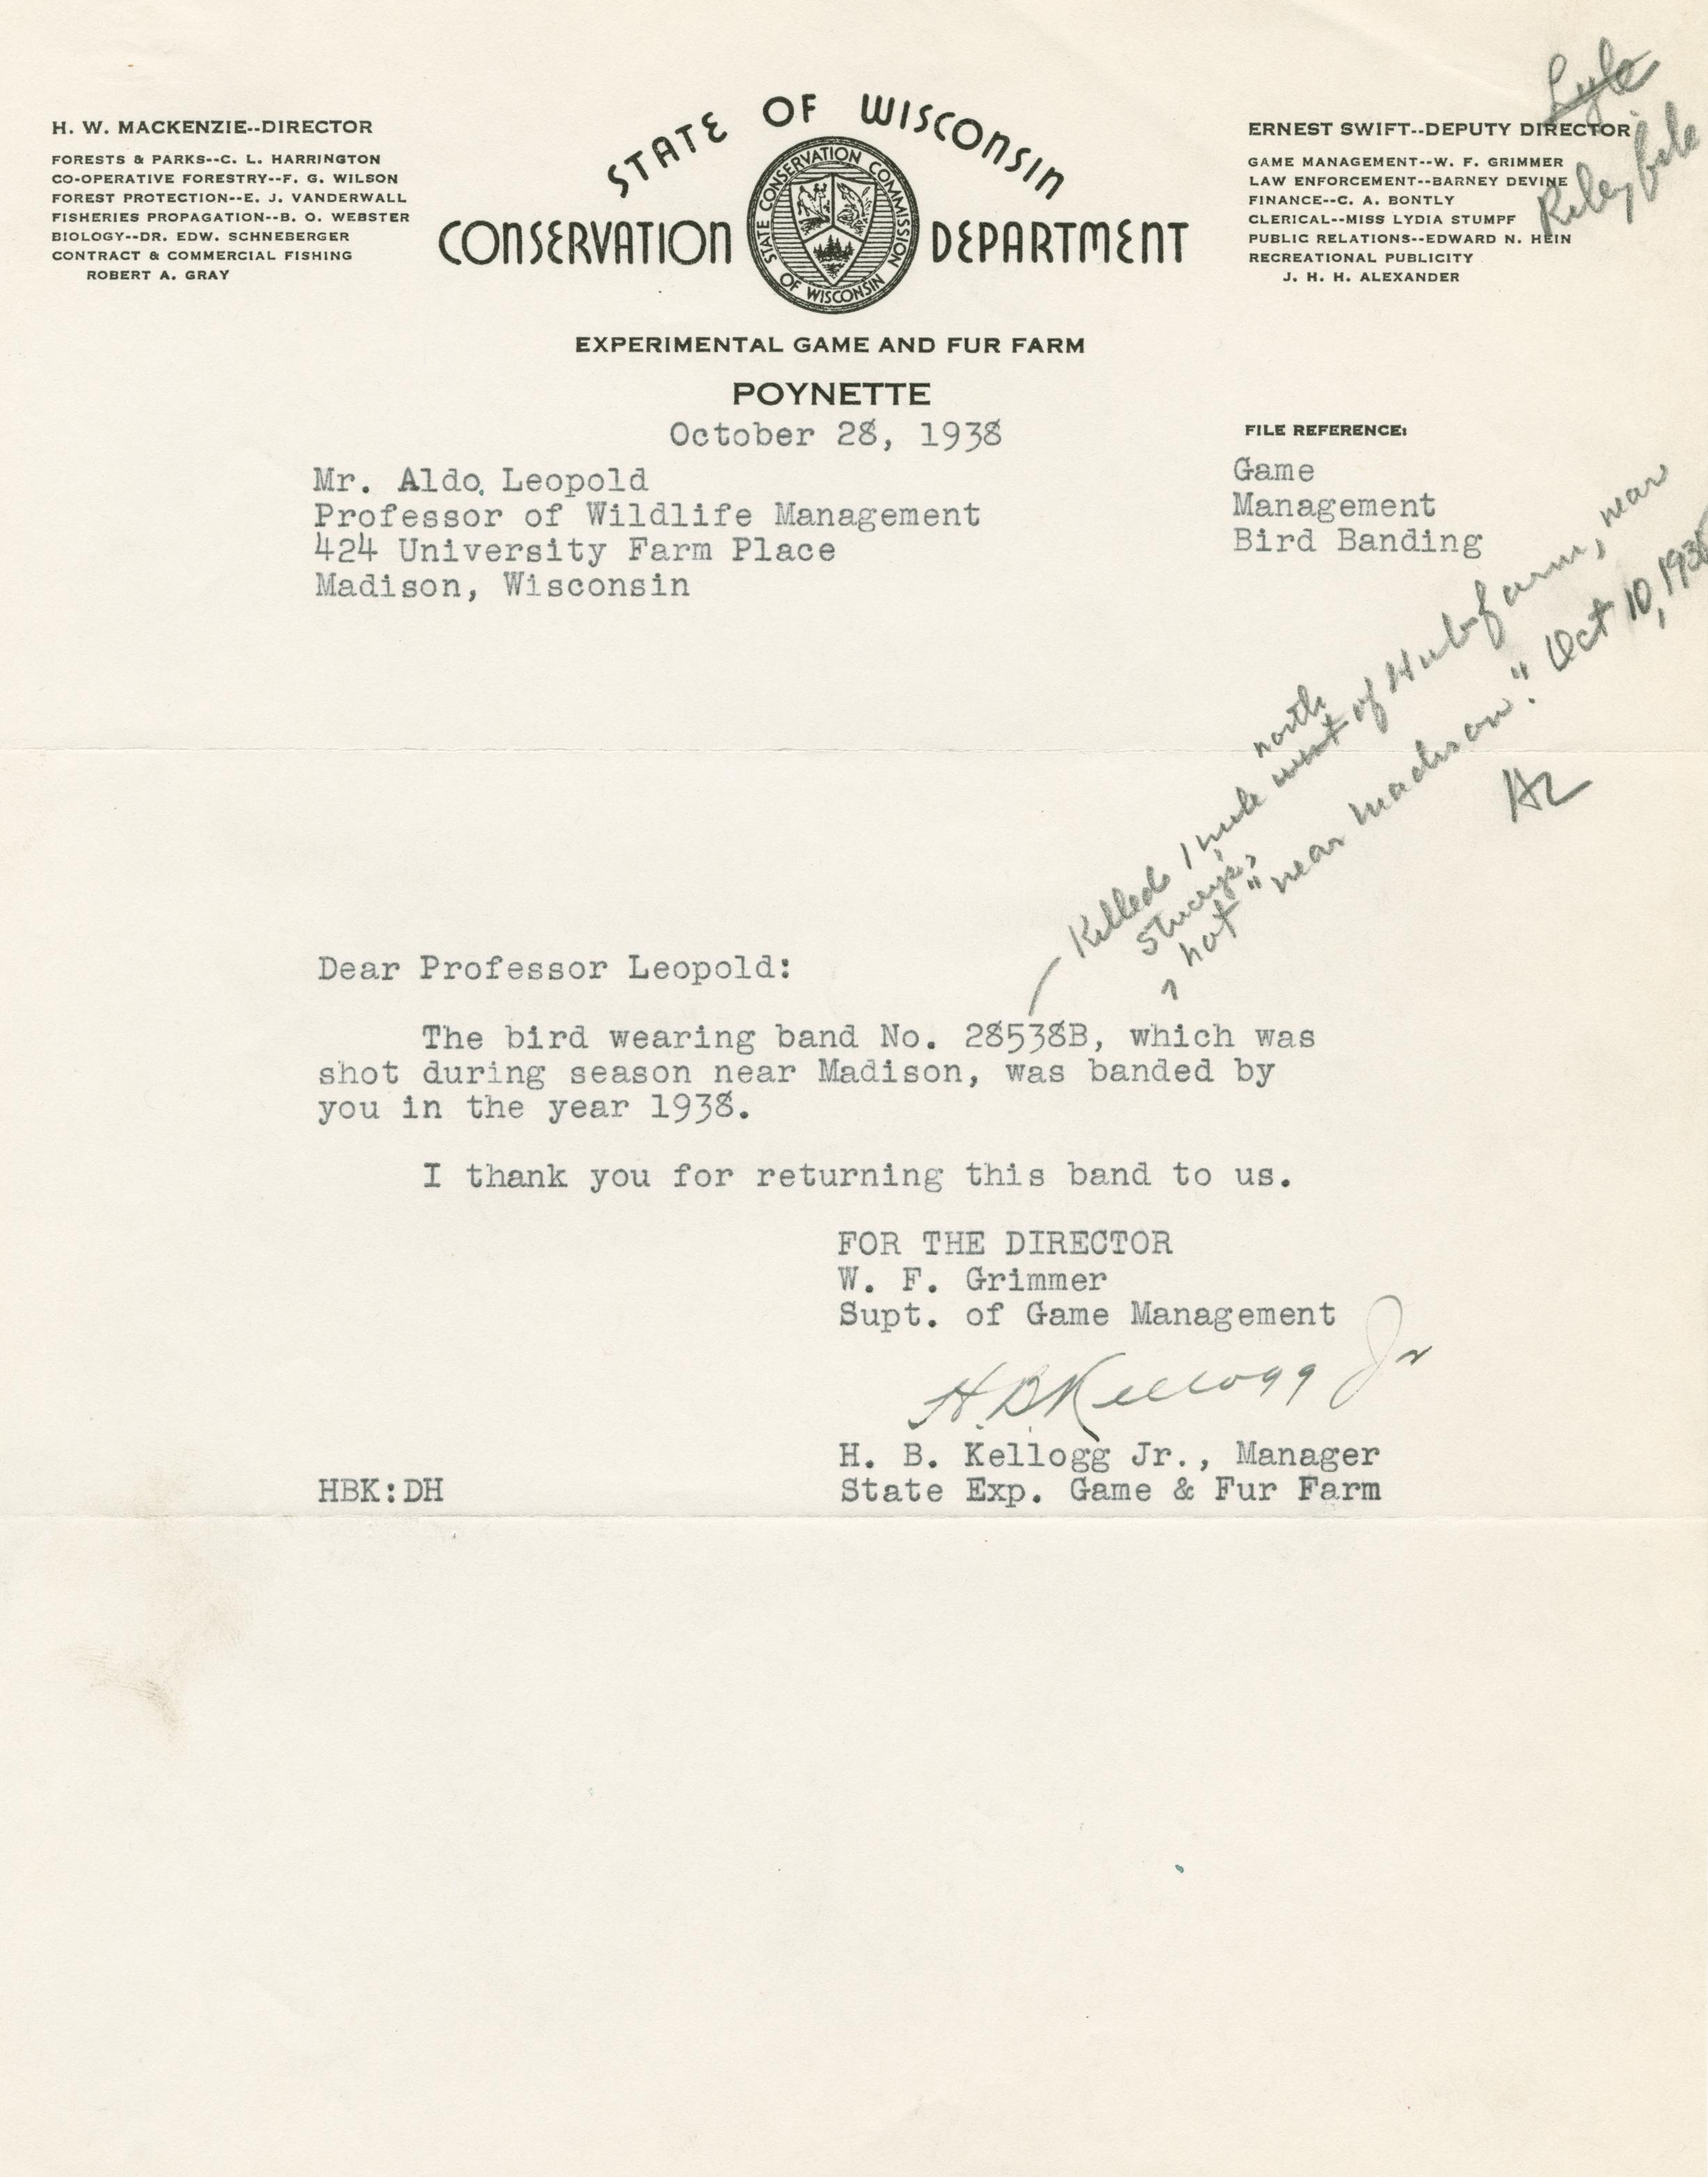 Lyle
Riley file
STATE OF WISCONSIN
CONSERVATION DEPARTMENT
STATE CONSERVATION COMMISSION OF WISCONSIN
H. W. MACKENZIE--DIRECTOR
FORESTS & PARKS--C. L. HARRINGTON
CO-OPERATIVE FORESTRY--F. G. WILSON
FOREST PROTECTION--E. J. VANDERWALL
FISHERIES PROPAGATION--B. O. WEBSTER
BIOLOGY--DR. EDW. SCHNEBERGER
CONTRACT & COMMERCIAL FISHING
ROBERT A. GRAY
ERNEST SWIFT--DEPUTY DIRECTOR
GAME MANAGEMENT--W. F. GRIMMER
LAW ENFORCEMENT--BARNEY DEVINE
FINANCE--C. A. BONTLY
CLERICAL--MISS LYDIA STUMPF
PUBLIC RELATIONS--EDWARD N. HEIN
RECREATIONAL PUBLICITY
J. H. H. ALEXANDER
EXPERIMENTAL GAME AND FUR FARM
POYNETTE
October 28, 1938
FILE REFERENCE:
Game
Management
Bird Banding
Mr. Aldo Leopold
Professor of Wildlife Management
424 University Farm Place
Madison, Wisconsin
Killed 1 mile north of farm, near
not "near Madison". Oct 10, 1938
AL
Dear Professor Leopold:
The bird wearing band No. 28538B, which was
shot during season near Madison, was banded by
you in the year 1938.
I thank you for returning this band to us.
FOR THE DIRECTOR
W. F. Grimmer
Supt. of Game Management
H. B. Kellogg Jr
H. B. Kellogg Jr., Manager
State Exp. Game & Fur Farm
HBK:DH